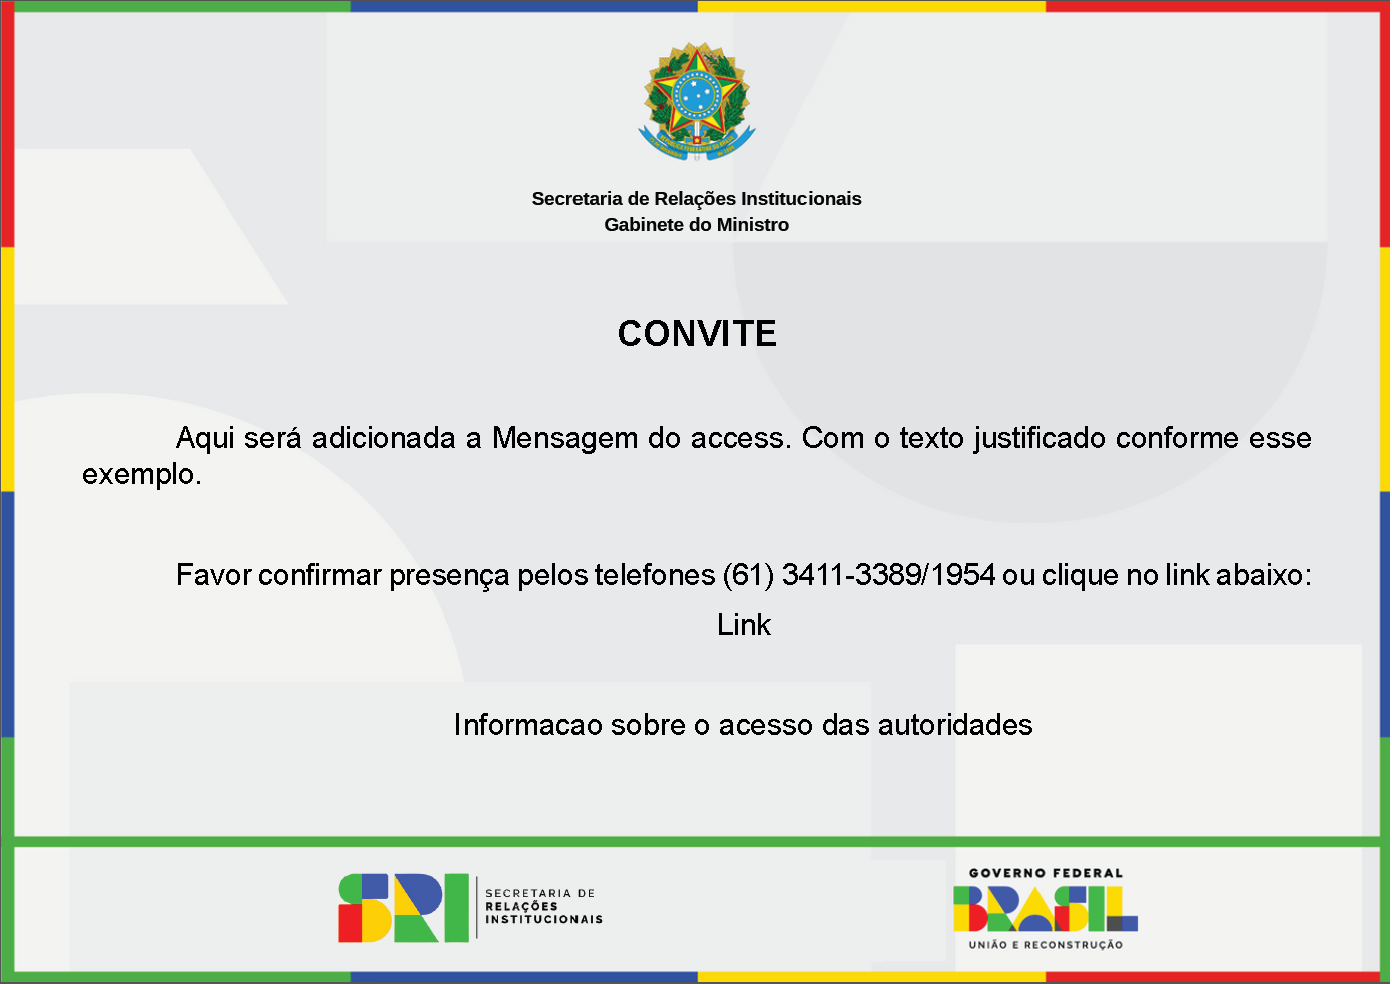 Secretaria de Relações Institucionais
Gabinete do Ministro
CONVITE
Aqui será adicionada a Mensagem do access. Com o texto justificado conforme esse
exemplo.
Favor confirmar presença pelos telefones (61) 3411-3389/1954 ou clique no link abaixo:
Link
Informacao sobre o acesso das autoridades
SRI
SECRETARIA DE
RELAÇÕES
INSTITUCIONAIS
GOVERNO FEDERAL
BRASIL
UNIÃO E RECONSTRUÇÃO